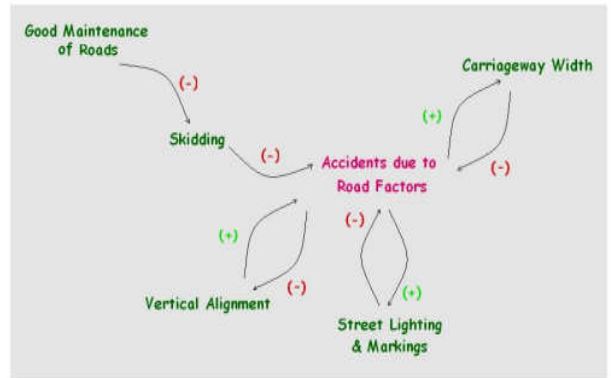 Good Maintenance
of Roads
(-)
Carriageway Width
(+)
Skidding
(-)
Accidents due to
Road Factors
(-)
(-)
(+)
(-)
(+)
Vertical Alignment
Street Lighting
& Markings